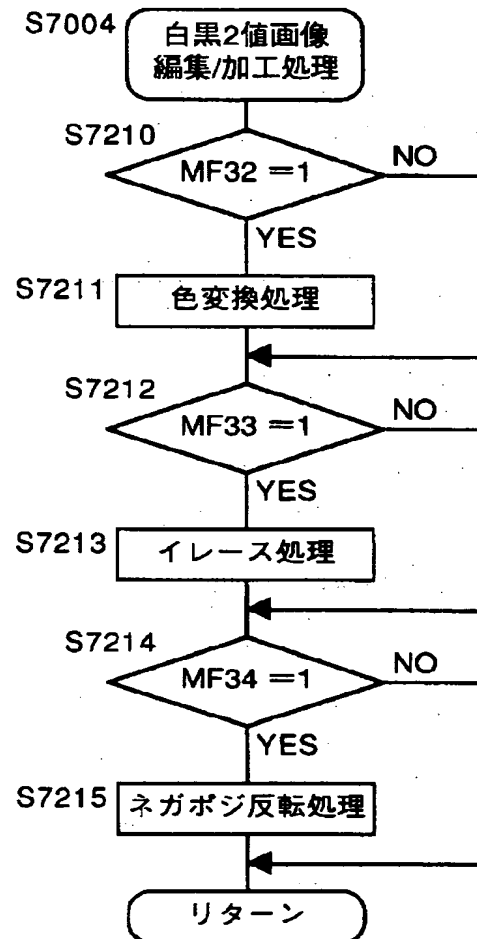 S7004
白黒2値画像
編集/加工処理
S7210
MF32 =1
NO
YES
S7211
色変換処理
S7212
MF33 =1
NO
YES
S7213
イレース処理
S7214
MF34 =1
NO
YES
S7215
ネガポジ反転処理
リターン